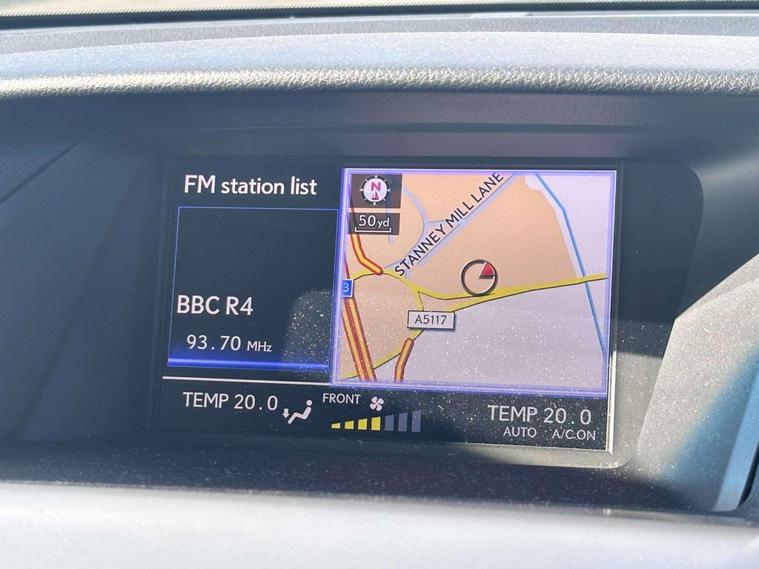 FM station list
BBC R4
93.70 MHz
N
50yd
STANNEY MILL LANE
3
A5117
TEMP 20.0
FRONT
TEMP 20.0
AUTO A/C ON